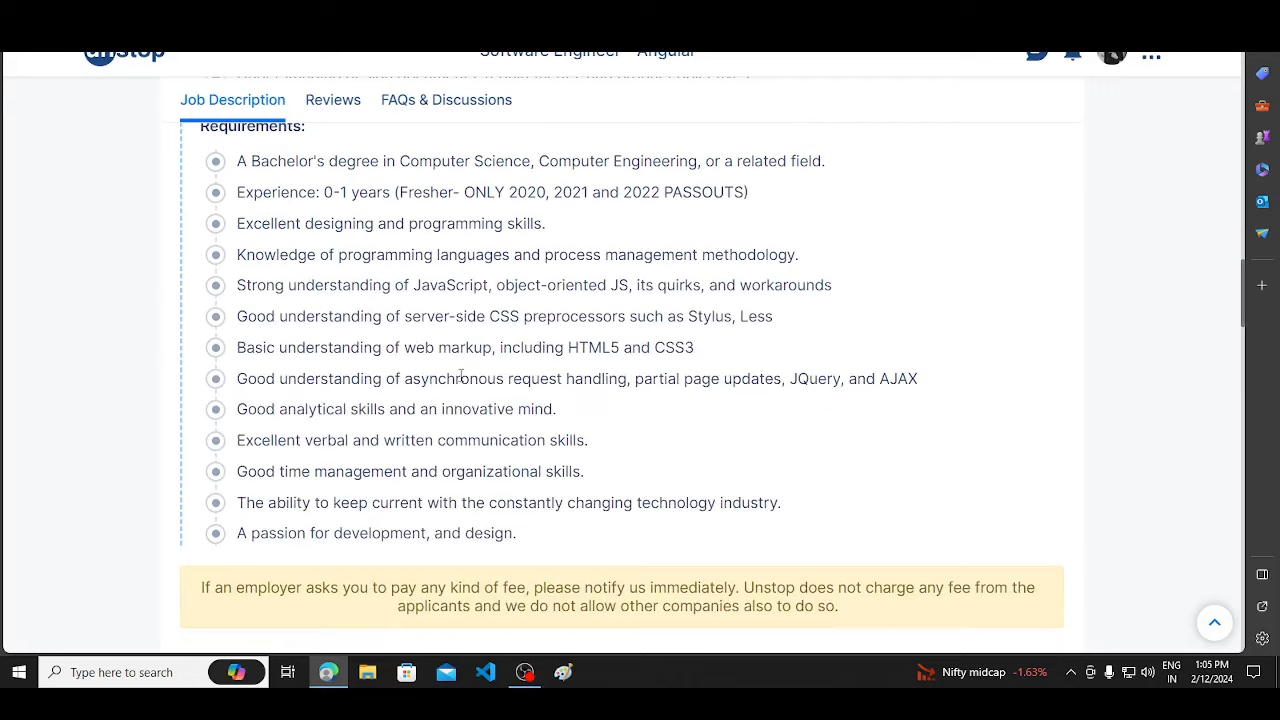 unstop
Software Engineer - Angular
Job Description
Reviews
FAQs & Discussions
Requirements:
A Bachelor's degree in Computer Science, Computer Engineering, or a related field.
Experience: 0-1 years (Fresher- ONLY 2020, 2021 and 2022 PASSOUTS)
Excellent designing and programming skills.
Knowledge of programming languages and process management methodology.
Strong understanding of JavaScript, object-oriented JS, its quirks, and workarounds
Good understanding of server-side CSS preprocessors such as Stylus, Less
Basic understanding of web markup, including HTML5 and CSS3
Good understanding of asynchronous request handling, partial page updates, JQuery, and AJAX
Good analytical skills and an innovative mind.
Excellent verbal and written communication skills.
Good time management and organizational skills.
The ability to keep current with the constantly changing technology industry.
A passion for development, and design.
If an employer asks you to pay any kind of fee, please notify us immediately. Unstop does not charge any fee from the
applicants and we do not allow other companies also to do so.
Type here to search
Nifty midcap -1.63%
ENG
IN
1:05 PM
2/12/2024